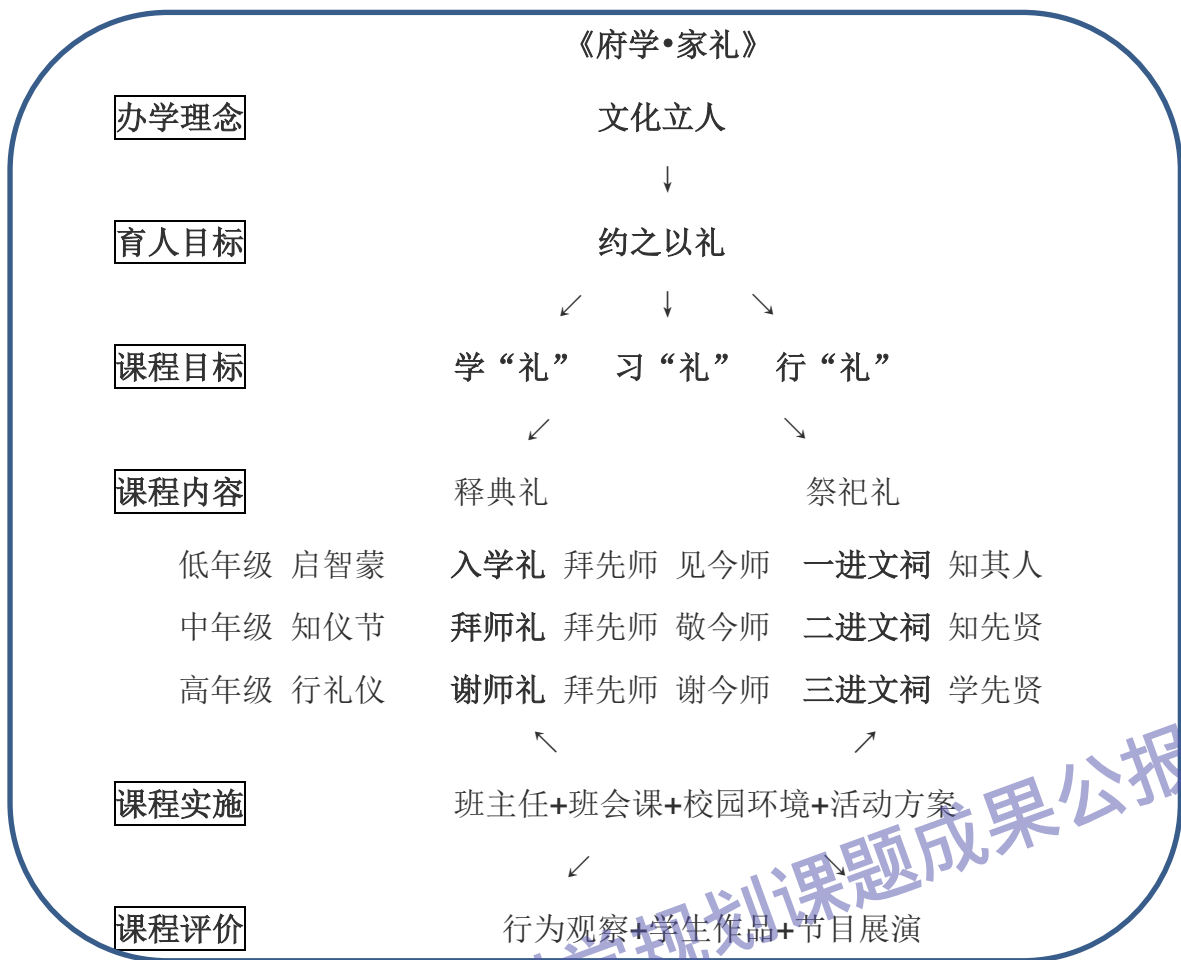 《府学•家礼》
办学理念 文化立人
↓
育人目标 约之以礼
↙ ↓ ↘
课程目标 学“礼” 习“礼” 行“礼”
↙ ↘
课程内容 释典礼 祭祀礼
低年级 启智蒙 入学礼 拜先师 见今师 一进文祠 知其人
中年级 知仪节 拜师礼 拜先师 敬今师 二进文祠 知先贤
高年级 行礼仪 谢师礼 拜先师 谢今师 三进文祠 学先贤
↖ ↗
课程实施 班主任+班会课+校园环境+活动方案
↙ ↘
课程评价 行为观察+学生作品+节目展演
规划课题成果公报